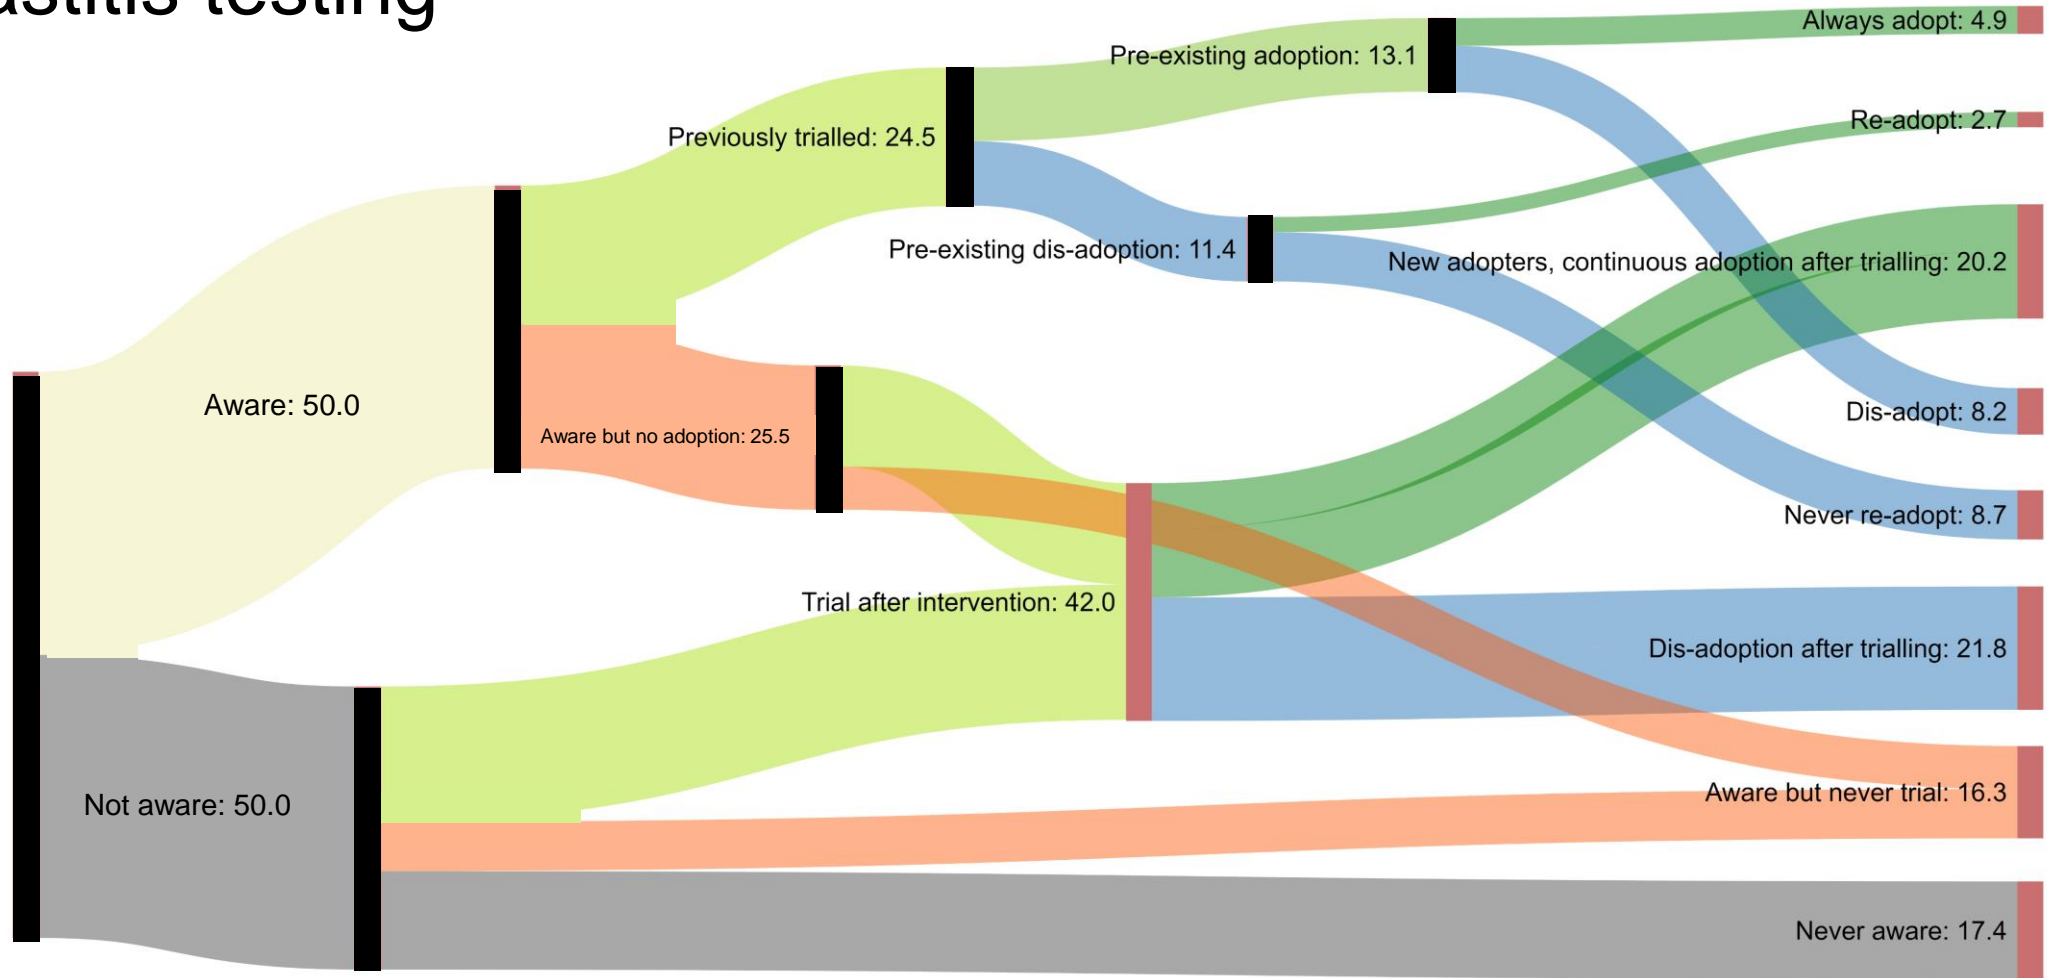 astitis testing
Always adopt: 4.9
Pre-existing adoption: 13.1
Re-adopt: 2.7
Previously trialled: 24.5
Pre-existing dis-adoption: 11.4
New adopters, continuous adoption after trialling: 20.2
Aware: 50.0
Dis-adopt: 8.2
Aware but no adoption: 25.5
Never re-adopt: 8.7
Trial after intervention: 42.0
Dis-adoption after trialling: 21.8
Not aware: 50.0
Aware but never trial: 16.3
Never aware: 17.4